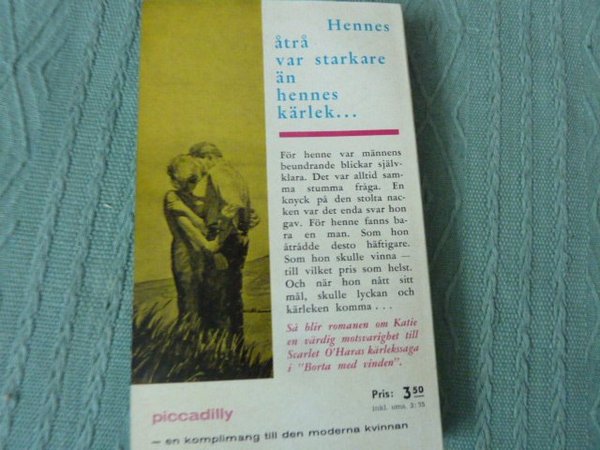 Hennes
åtrå
var starkare
än
hennes
kärlek...
För henne var männens
beundrande blickar själv-
klara. Det var alltid sam-
ma stumma fråga. En
knyck på den stolta nac-
ken var det enda svar hon
gav. För henne fanns ba-
ra en man. Som hon
åtrådde desto häftigare.
Som hon skulle vinna —
till vilket pris som helst.
Och när hon nått sitt
mål, skulle lyckan och
kärleken komma . . .
Så blir romanen om Katie
en värdig motsvarighet till
Scarlet O'Haras kärlekssaga
i "Borta med vinden".
Pris: 3 50
inkl. oms. 3:75
piccadilly
— en komplimang till den moderna kvinnan